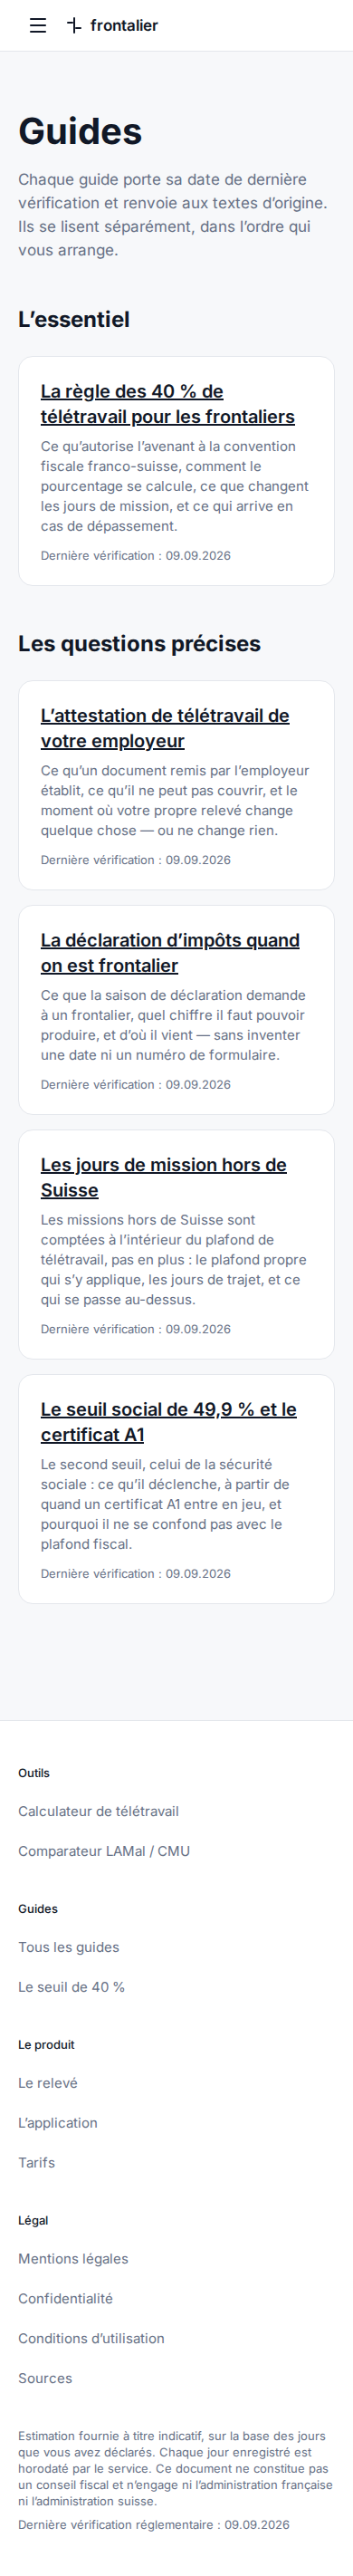 frontalier
Guides
Chaque guide porte sa date de dernière
vérification et renvoie aux textes d’origine.
Ils se lisent séparément, dans l’ordre qui
vous arrange.
L’essentiel
La règle des 40 % de
télétravail pour les frontaliers
Ce qu’autorise l’avenant à la convention
fiscale franco-suisse, comment le
pourcentage se calcule, ce que changent
les jours de mission, et ce qui arrive en
cas de dépassement.
Dernière vérification : 09.09.2026
Les questions précises
L’attestation de télétravail de
votre employeur
Ce qu’un document remis par l’employeur
établit, ce qu’il ne peut pas couvrir, et le
moment où votre propre relevé change
quelque chose — ou ne change rien.
Dernière vérification : 09.09.2026
La déclaration d’impôts quand
on est frontalier
Ce que la saison de déclaration demande
à un frontalier, quel chiffre il faut pouvoir
produire, et d’où il vient — sans inventer
une date ni un numéro de formulaire.
Dernière vérification : 09.09.2026
Les jours de mission hors de
Suisse
Les missions hors de Suisse sont
comptées à l’intérieur du plafond de
télétravail, pas en plus : le plafond propre
qui s’y applique, les jours de trajet, et ce
qui se passe au-dessus.
Dernière vérification : 09.09.2026
Le seuil social de 49,9 % et le
certificat A1
Le second seuil, celui de la sécurité
sociale : ce qu’il déclenche, à partir de
quand un certificat A1 entre en jeu, et
pourquoi il ne se confond pas avec le
plafond fiscal.
Dernière vérification : 09.09.2026
Outils
Calculateur de télétravail
Comparateur LAMal / CMU
Guides
Tous les guides
Le seuil de 40 %
Le produit
Le relevé
L’application
Tarifs
Légal
Mentions légales
Confidentialité
Conditions d’utilisation
Sources
Estimation fournie à titre indicatif, sur la base des jours
que vous avez déclarés. Chaque jour enregistré est
horodaté par le service. Ce document ne constitue pas
un conseil fiscal et n’engage ni l’administration française
ni l’administration suisse.
Dernière vérification réglementaire : 09.09.2026